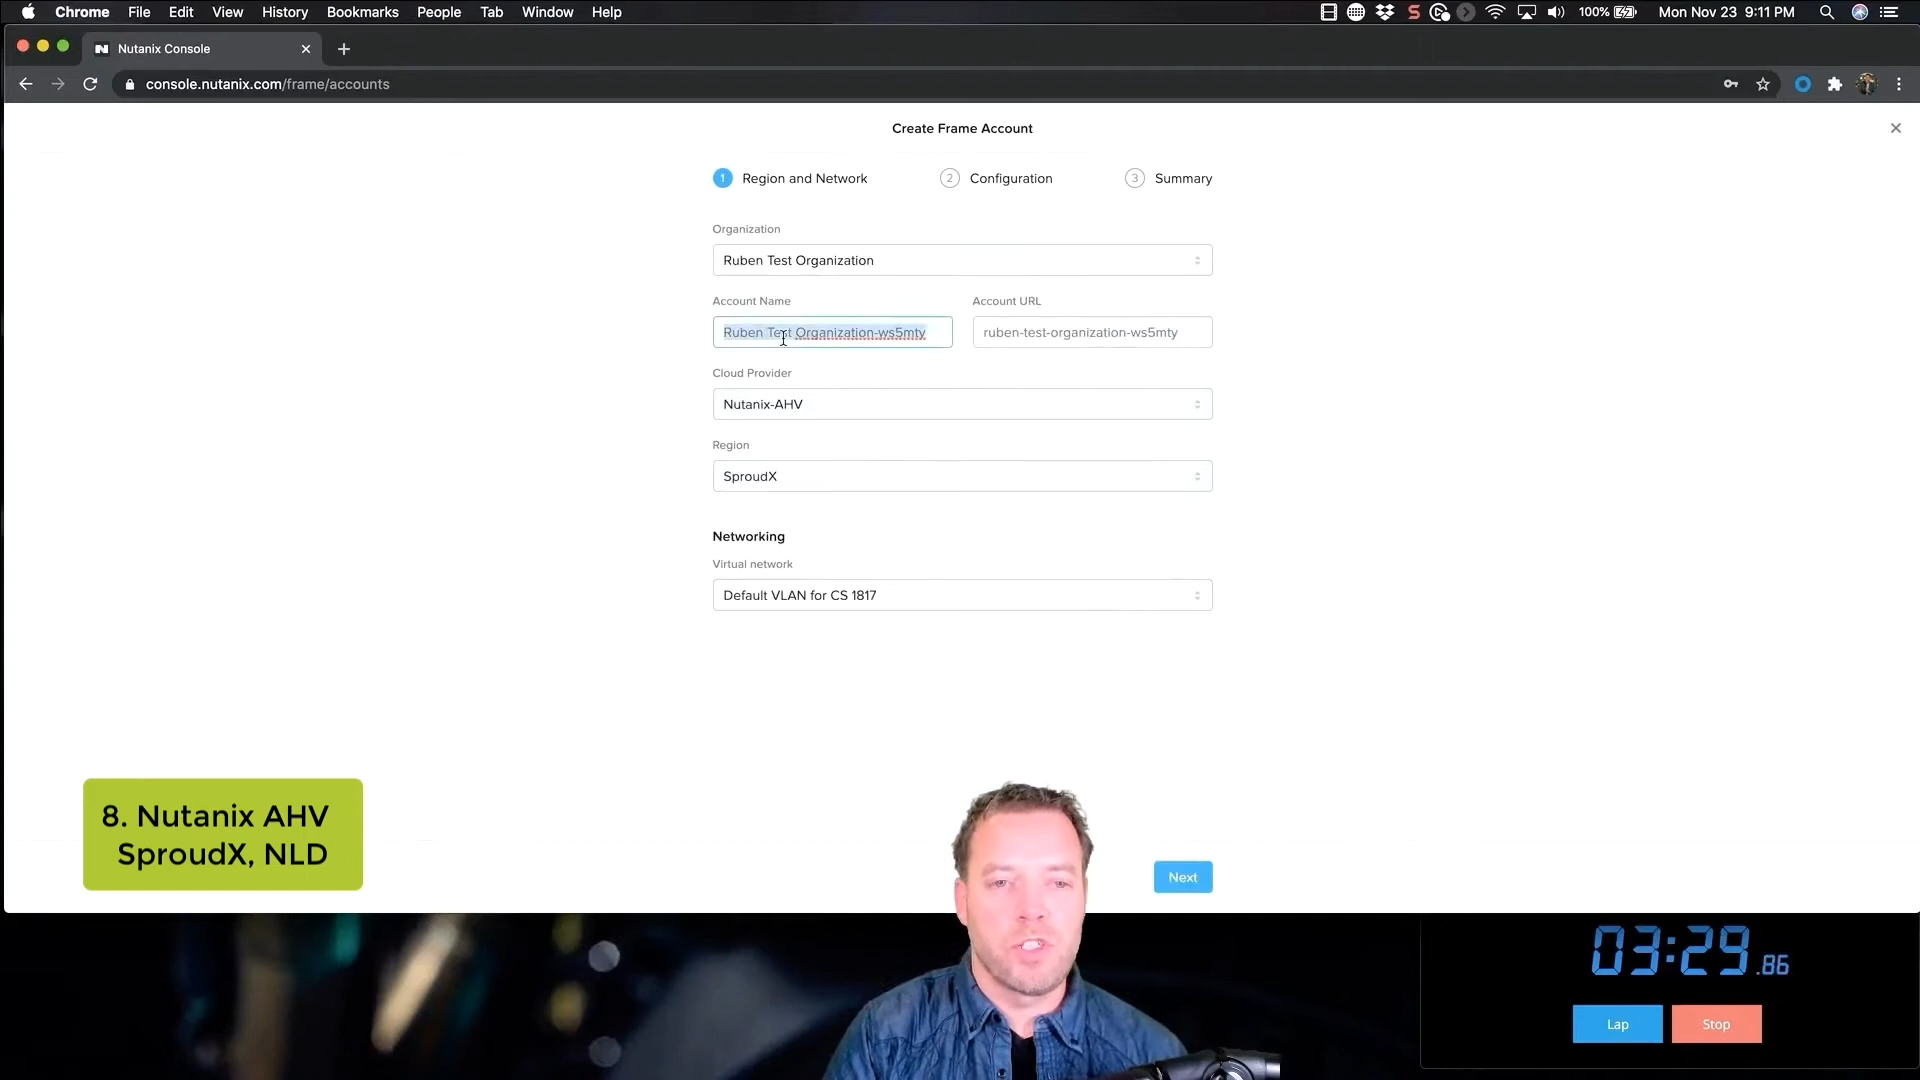 Chrome File Edit View History Bookmarks People Tab Window Help 100% Mon Nov 23 9:11 PM
Nutanix Console
console.nutanix.com/frame/accounts
Create Frame Account
1 Region and Network 2 Configuration 3 Summary
Organization
Ruben Test Organization
Account Name Account URL
Ruben Test Organization-ws5mty ruben-test-organization-ws5mty
Cloud Provider
Nutanix-AHV
Region
SproudX
Networking
Virtual network
Default VLAN for CS 1817
8. Nutanix AHV
SproudX, NLD
Next
03:29.86
Lap Stop